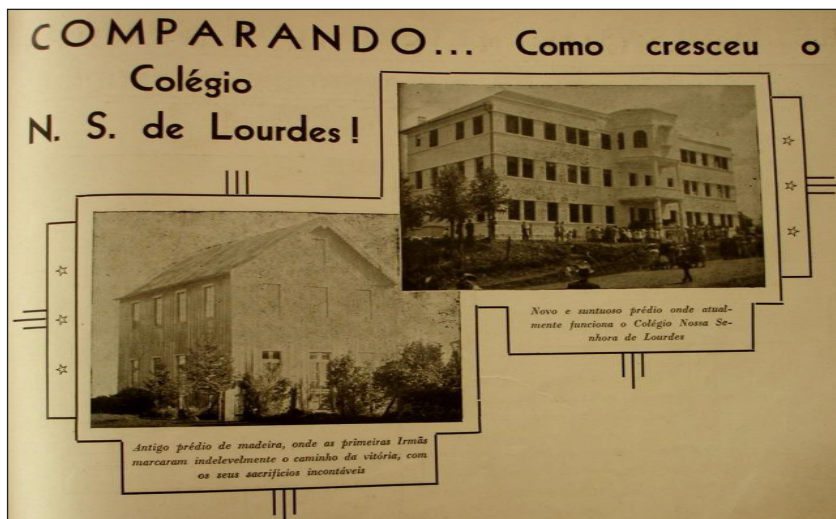 COMPARANDO... Como cresceu o
Colégio
N. S. de Lourdes!
Novo e suntuoso prédio onde atual-
mente funciona o Colégio Nossa Se-
nhora de Lourdes
Antigo prédio de madeira, onde as primeiras Irmãs
marcaram indelevelmente o caminho da vitória, com
os seus sacrifícios incontáveis